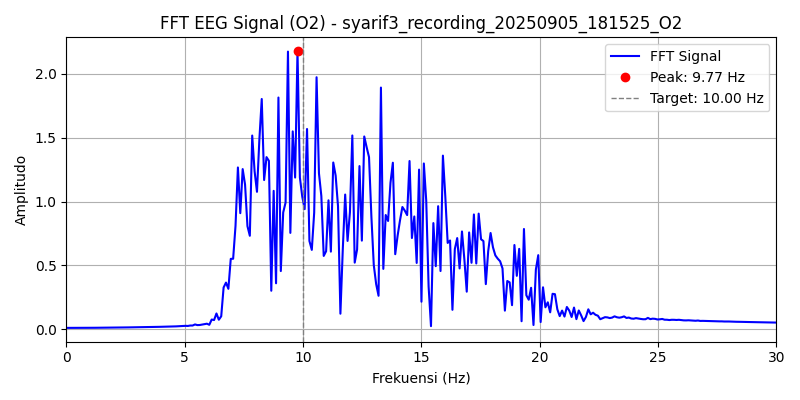 FFT EEG Signal (O2) - syarif3_recording_20250905_181525_O2
FFT Signal
Peak: 9.77 Hz
Target: 10.00 Hz
Amplitudo
2.0
1.5
1.0
0.5
0.0
0 5 10 15 20 25 30
Frekuensi (Hz)